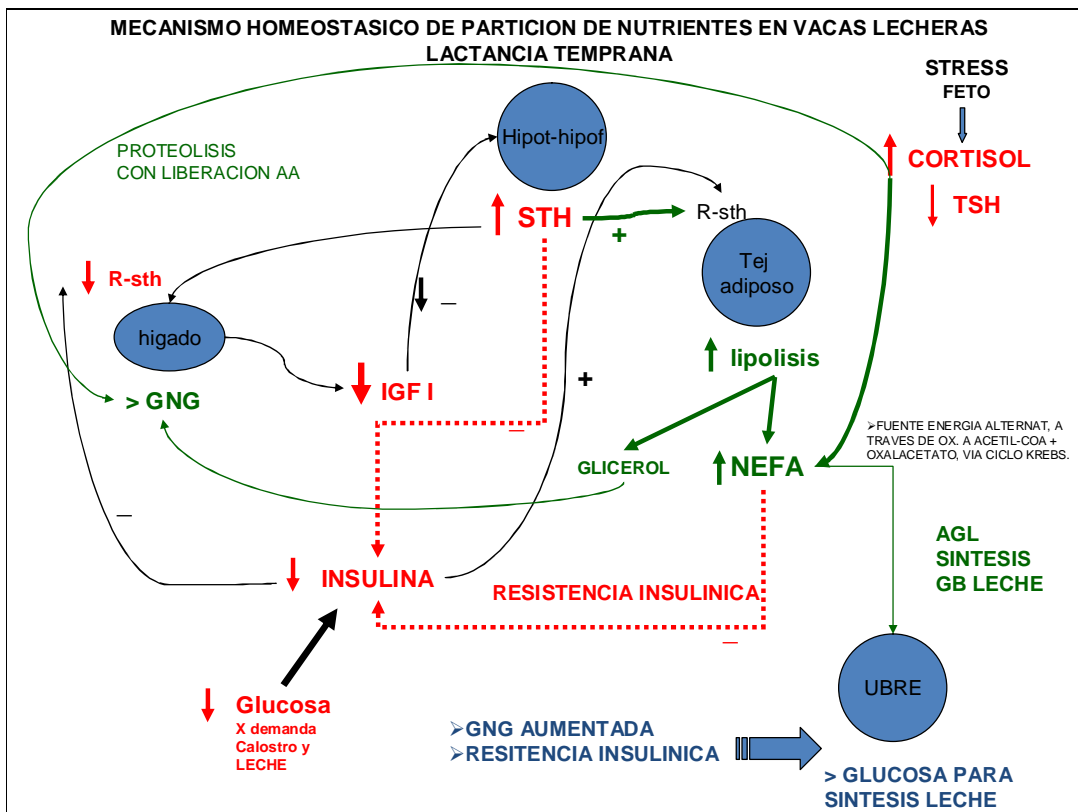 MECANISMO HOMEOSTASICO DE PARTICION DE NUTRIENTES EN VACAS LECHERAS
LACTANCIA TEMPRANA
STRESS
FETO
Hipot-hipof
PROTEOLISIS
CON LIBERACION AA
CORTISOL
TSH
STH
R-sth
+
Tej
adiposo
R-sth
_
higado
lipolisis
+
IGF I
> GNG
_
➢FUENTE ENERGIA ALTERNAT, A
TRAVES DE OX. A ACETIL-COA +
OXALACETATO, VIA CICLO KREBS.
GLICEROL
NEFA
_
AGL
SINTESIS
GB LECHE
INSULINA
RESISTENCIA INSULINICA
_
UBRE
Glucosa
X demanda
Calostro y
LECHE
➢GNG AUMENTADA
➢RESITENCIA INSULINICA
> GLUCOSA PARA
SINTESIS LECHE